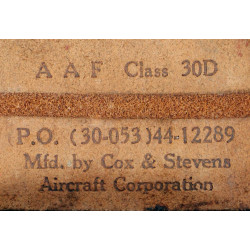 A A F Class 30D
P.O. (30-053)44-12289
Mfd. by Cox & Stevens
Aircraft Corporation